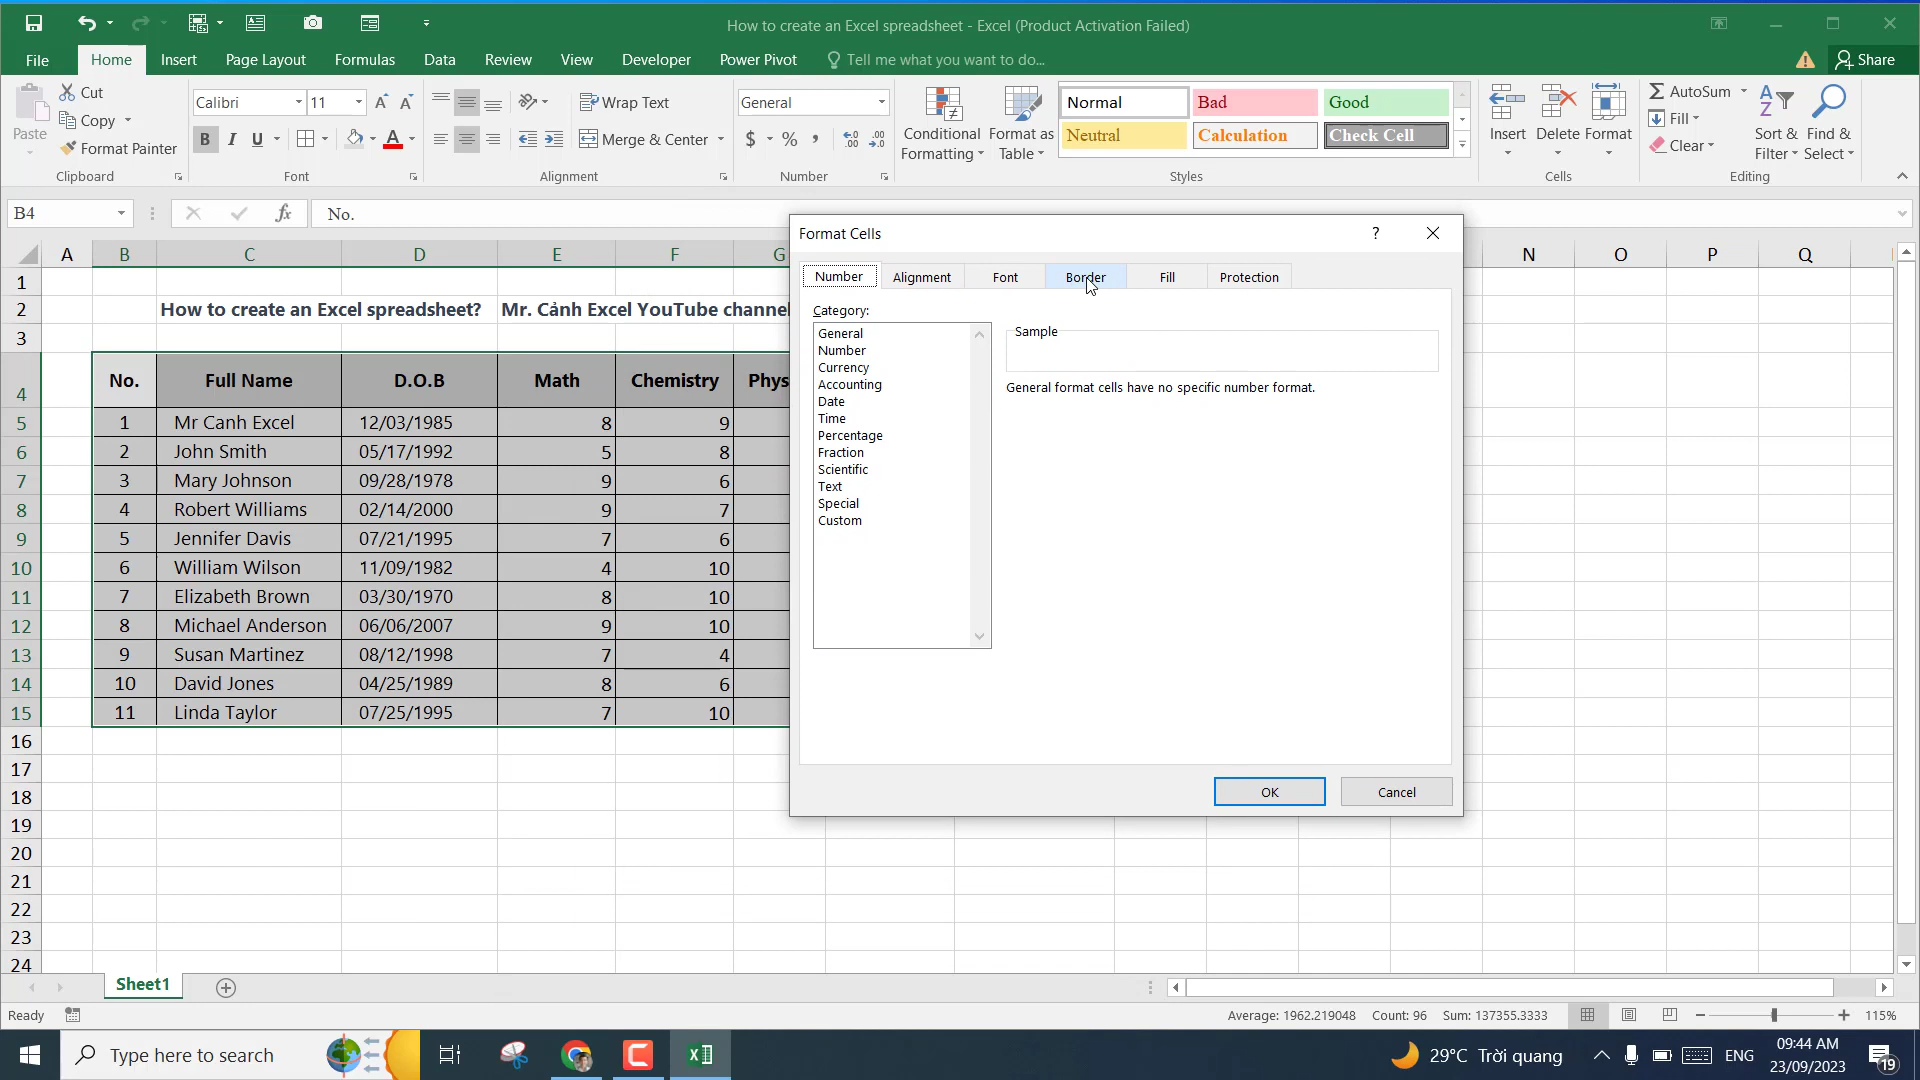 How to create an Excel spreadsheet - Excel (Product Activation Failed)
File Home Insert Page Layout Formulas Data Review View Developer Power Pivot Tell me what you want to do... Share
Paste
Cut
Copy
Format Painter
Clipboard
Calibri 11
B I U A
Font
Wrap Text
Merge & Center
Alignment
General
$ % ,
Number
Conditional
Formatting
Format as
Table
Normal Bad Good
Neutral Calculation Check Cell
Styles
Insert Delete Format
Cells
AutoSum
Fill
Clear
Sort &
Filter
Find &
Select
Editing
B4 fx No.
A B C D E F G N O P Q
1
2 How to create an Excel spreadsheet? Mr. Cảnh Excel YouTube channel
3
4 No. Full Name D.O.B Math Chemistry Phys
5 1 Mr Canh Excel 12/03/1985 8 9
6 2 John Smith 05/17/1992 5 8
7 3 Mary Johnson 09/28/1978 9 6
8 4 Robert Williams 02/14/2000 9 7
9 5 Jennifer Davis 07/21/1995 7 6
10 6 William Wilson 11/09/1982 4 10
11 7 Elizabeth Brown 03/30/1970 8 10
12 8 Michael Anderson 06/06/2007 9 10
13 9 Susan Martinez 08/12/1998 7 4
14 10 David Jones 04/25/1989 8 6
15 11 Linda Taylor 07/25/1995 7 10
16
17
18
19
20
21
22
23
24
Format Cells ?
Number Alignment Font Border Fill Protection
Category:
General
Number
Currency
Accounting
Date
Time
Percentage
Fraction
Scientific
Text
Special
Custom
Sample
General format cells have no specific number format.
OK Cancel
Sheet1
Ready Average: 1962.219048 Count: 96 Sum: 137355.3333 115%
Type here to search
29°C Trời quang ENG
09:44 AM
23/09/2023
19